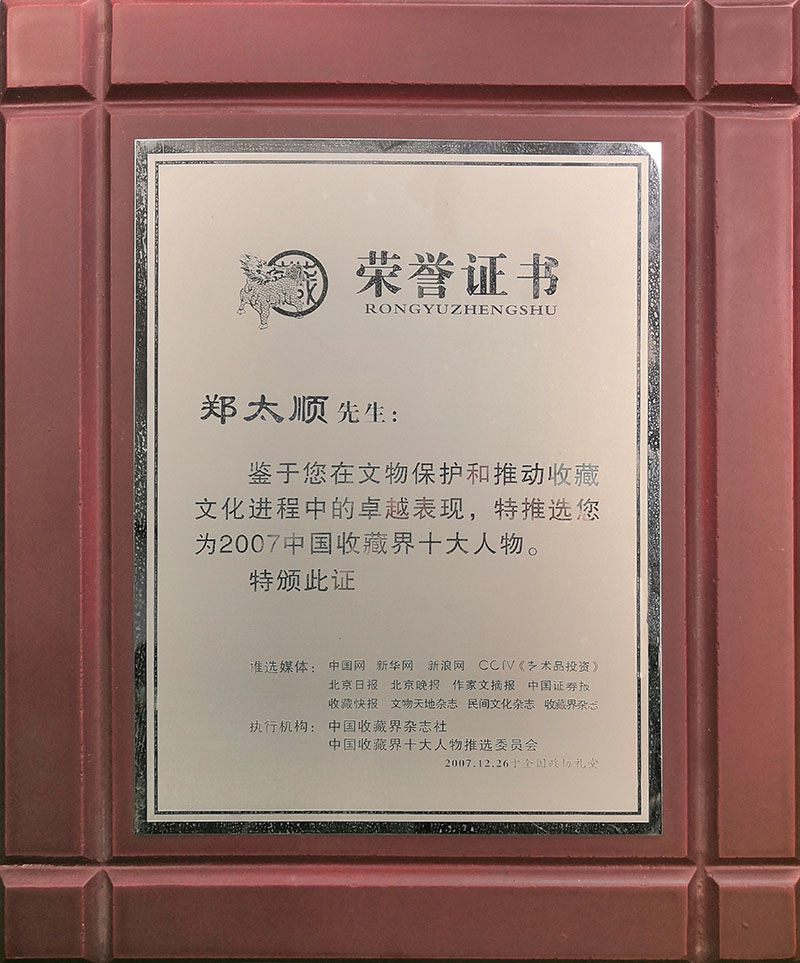 荣誉证书
RONGYUZHENGSHU
郑太顺先生：
鉴于您在文物保护和推动收藏
文化进程中的卓越表现，特推选您
为2007中国收藏界十大人物。
特颁此证
推选媒体：中国网 新华网 新浪网 CCTV《艺术品投资》
北京日报 北京晚报 作家文摘报 中国证券报
收藏快报 文物天地杂志 民间文化杂志 收藏界杂志
执行机构：中国收藏界杂志社
中国收藏界十大人物推选委员会
2007.12.26于全国政协礼堂